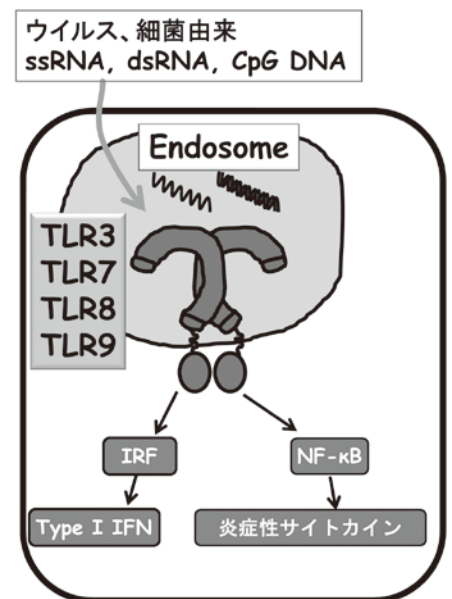 ウイルス、細菌由来
ssRNA, dsRNA, CpG DNA
Endosome
TLR3
TLR7
TLR8
TLR9
IRF
NF-κB
Type I IFN
炎症性サイトカイン